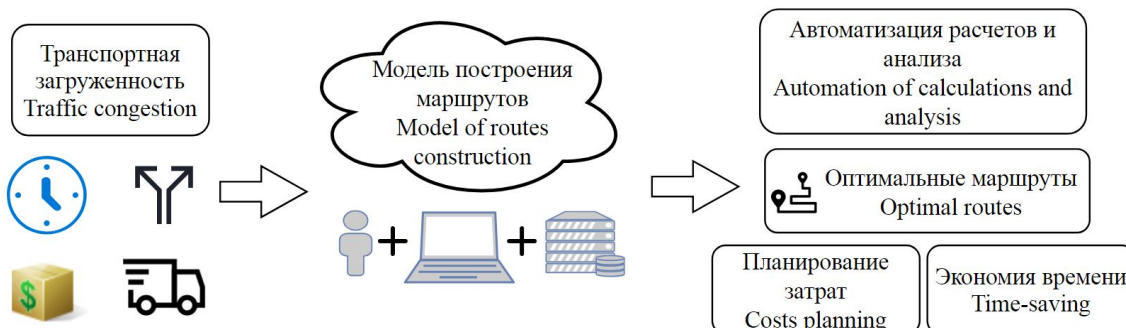 Транспортная
загруженность
Traffic congestion
Модель построения
маршрутов
Model of routes
construction
Автоматизация расчетов и
анализа
Automation of calculations and
analysis
Оптимальные маршруты
Optimal routes
Планирование
затрат
Costs planning
Экономия времени
Time-saving
$